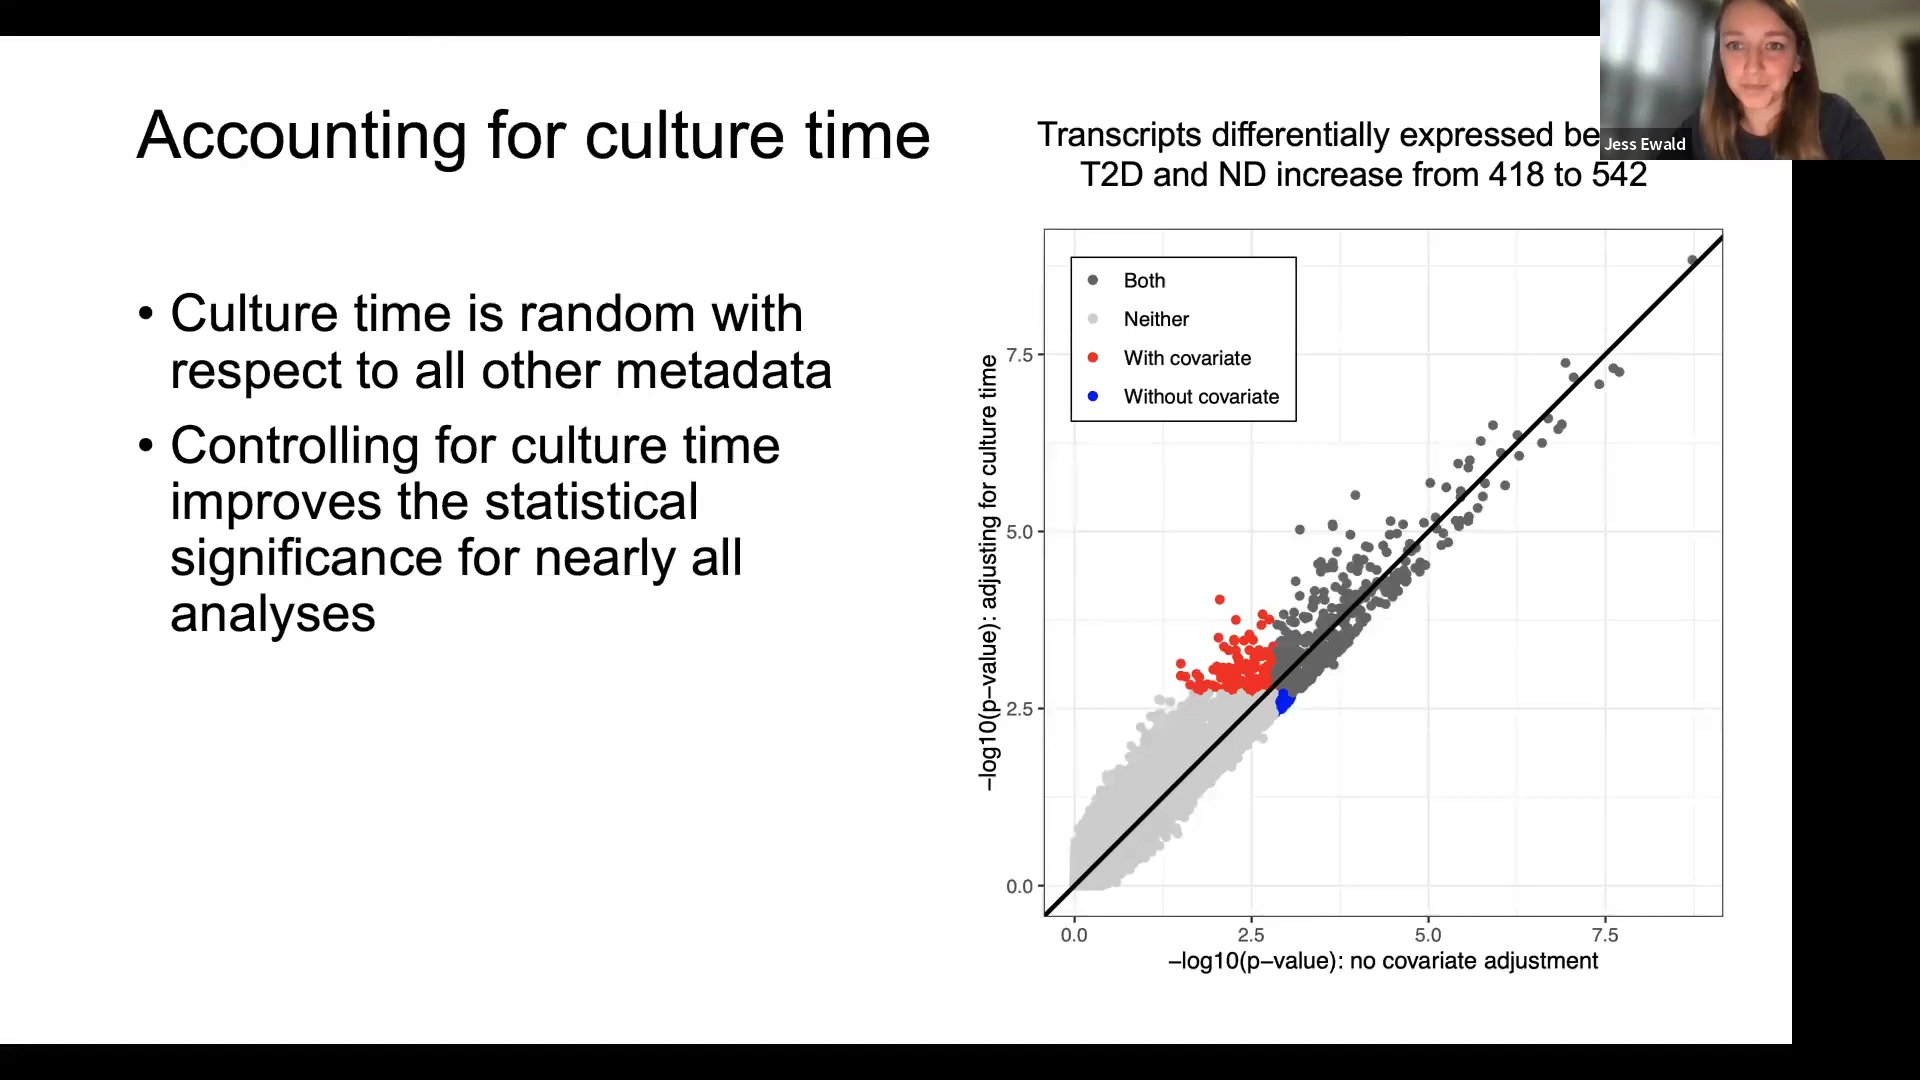 Accounting for culture time
• Culture time is random with
respect to all other metadata
• Controlling for culture time
improves the statistical
significance for nearly all
analyses
Transcripts differentially expressed be
T2D and ND increase from 418 to 542
Jess Ewald
Both
Neither
With covariate
Without covariate
−log10(p−value): adjusting for culture time
7.5
5.0
2.5
0.0
0.0 2.5 5.0 7.5
−log10(p−value): no covariate adjustment